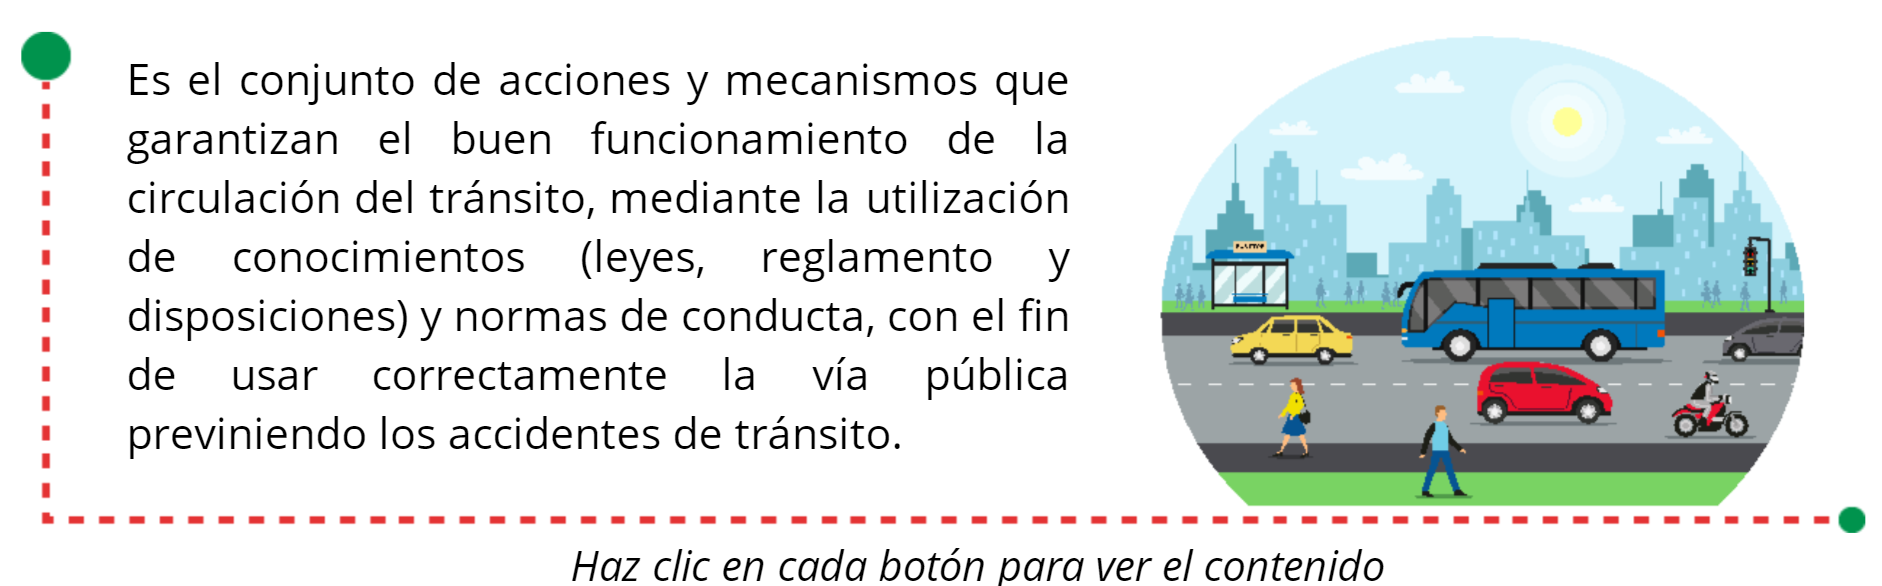 Es el conjunto de acciones y mecanismos que
garantizan el buen funcionamiento de la
circulación del tránsito, mediante la utilización
de conocimientos (leyes, reglamento y
disposiciones) y normas de conducta, con el fin
de usar correctamente la vía pública
previniendo los accidentes de tránsito.
Haz clic en cada botón para ver el contenido